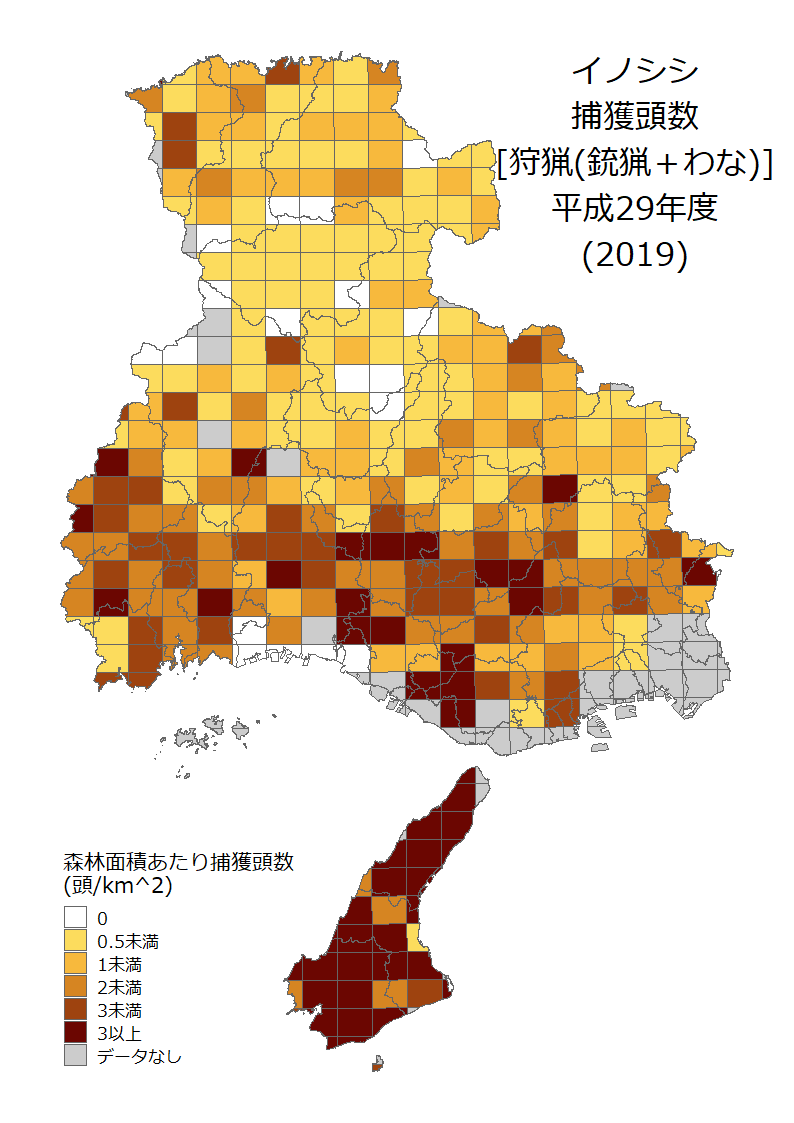 イノシシ
捕獲頭数
[狩猟(銃猟＋わな)]
平成29年度
(2019)
森林面積あたり捕獲頭数
(頭/km^2)
0
0.5未満
1未満
2未満
3未満
3以上
データなし